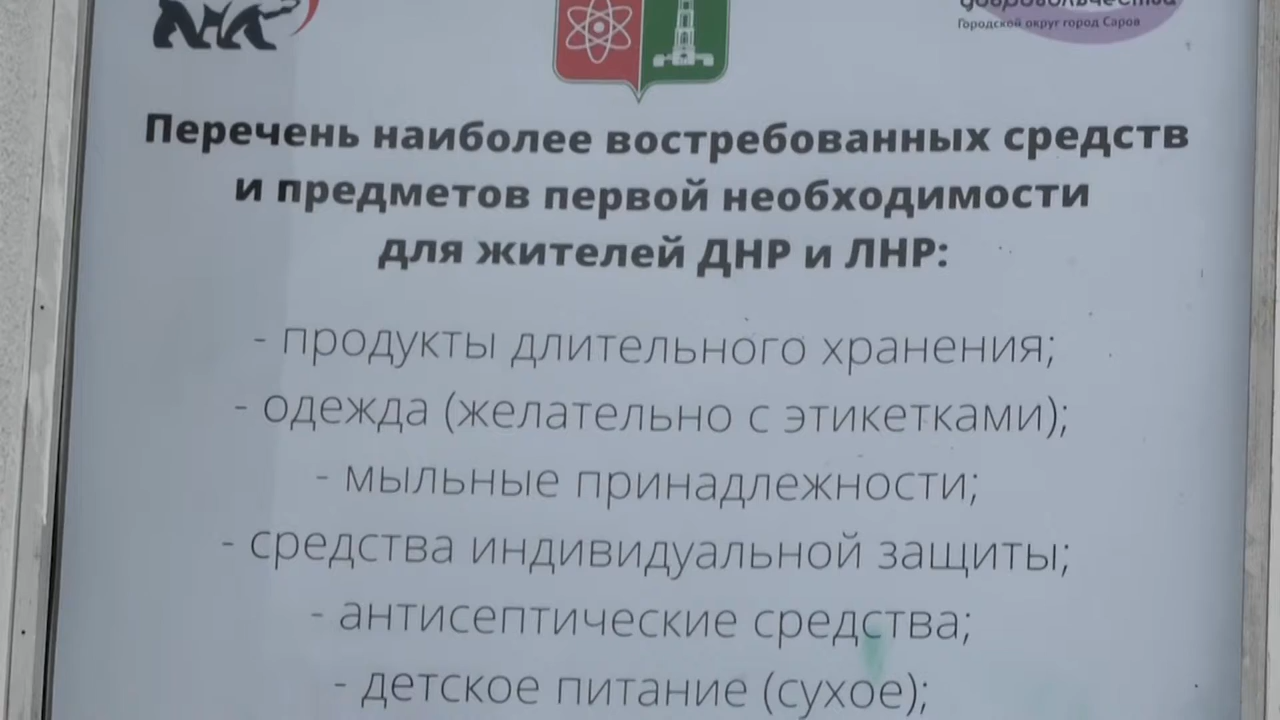 Городской округ город Саров
Перечень наиболее востребованных средств
и предметов первой необходимости
для жителей ДНР и ЛНР:
- продукты длительного хранения;
- одежда (желательно с этикетками);
- мыльные принадлежности;
- средства индивидуальной защиты;
- антисептические средства;
- детское питание (сухое);